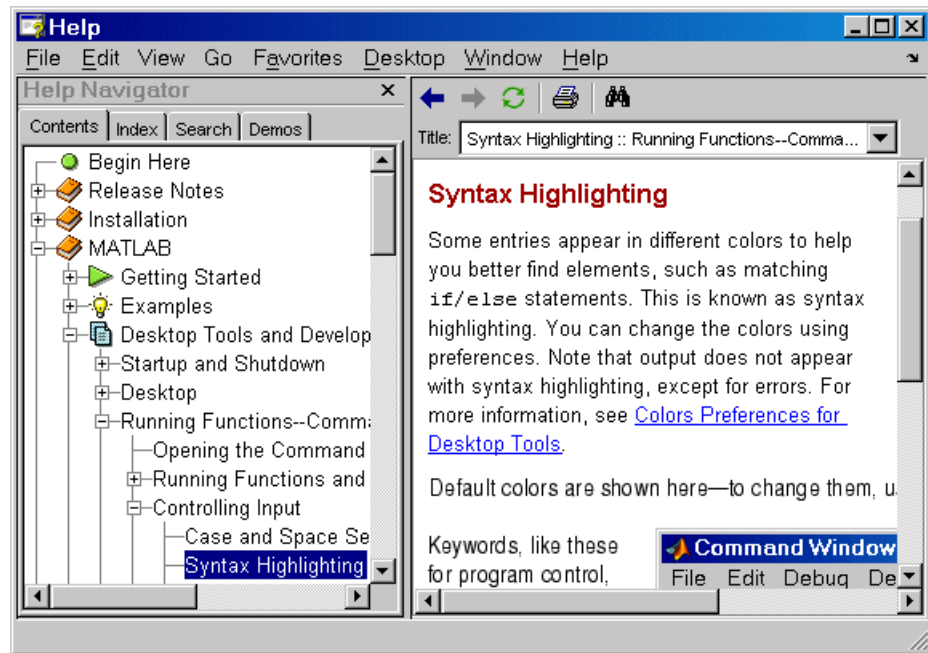 Help
File Edit View Go Favorites Desktop Window Help
Help Navigator
Contents Index Search Demos
Begin Here
Release Notes
Installation
MATLAB
Getting Started
Examples
Desktop Tools and Develop
Startup and Shutdown
Desktop
Running Functions--Comm
Opening the Command
Running Functions and
Controlling Input
Case and Space Se
Syntax Highlighting
Title: Syntax Highlighting :: Running Functions--Comma...
Syntax Highlighting
Some entries appear in different colors to help
you better find elements, such as matching
if/else statements. This is known as syntax
highlighting. You can change the colors using
preferences. Note that output does not appear
with syntax highlighting, except for errors. For
more information, see Colors Preferences for
Desktop Tools.
Default colors are shown here—to change them, u
Keywords, like these
for program control,
Command Window
File Edit Debug De